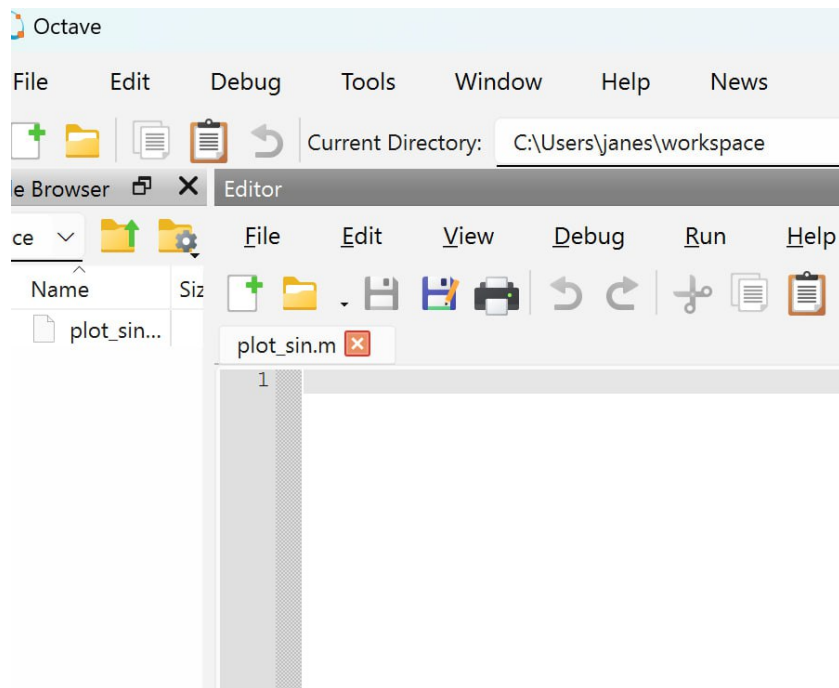 Octave
File Edit Debug Tools Window Help News
Current Directory: C:\Users\janes\workspace
le Browser Editor
ce File Edit View Debug Run Help
Name Siz
plot_sin...
plot_sin.m
1